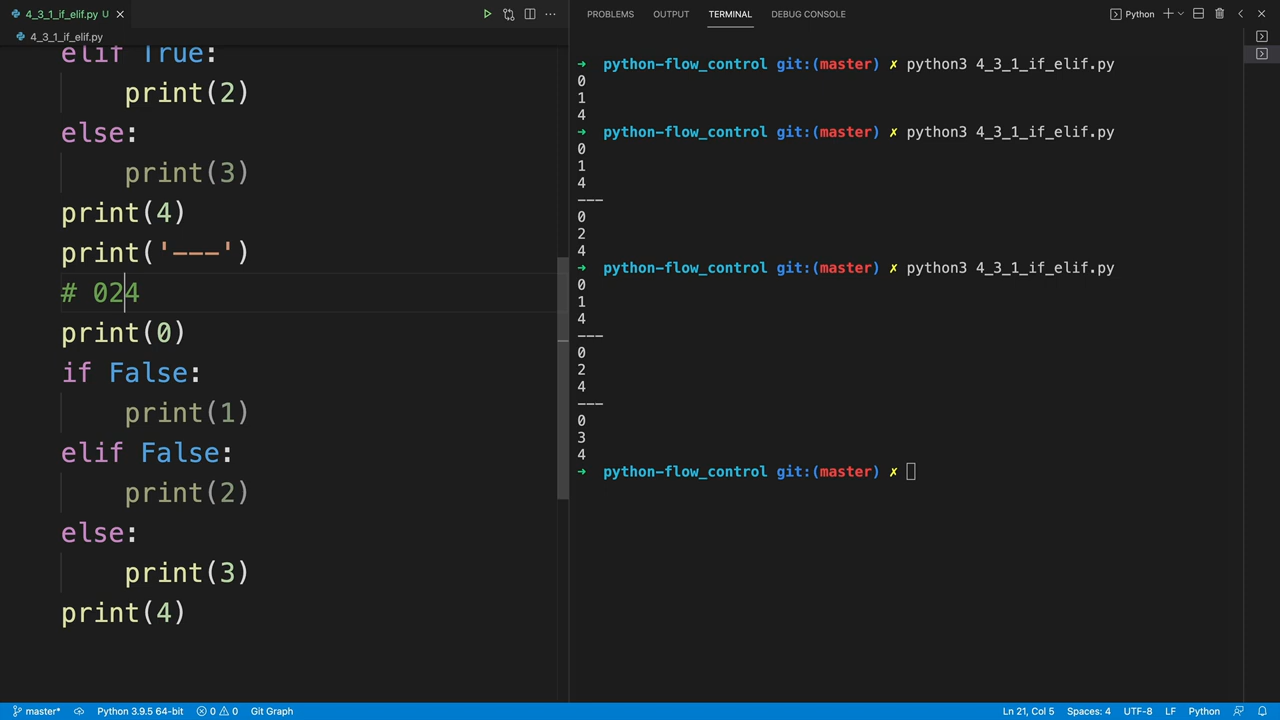 4_3_1_if_elif.py U
4_3_1_if_elif.py
elif True:
print(2)
else:
print(3)
print(4)
print('---')
# 024
print(0)
if False:
print(1)
elif False:
print(2)
else:
print(3)
print(4)
PROBLEMS OUTPUT TERMINAL DEBUG CONSOLE
Python
→ python-flow_control git:(master) ✗ python3 4_3_1_if_elif.py
0
1
4
→ python-flow_control git:(master) ✗ python3 4_3_1_if_elif.py
0
1
4
---
0
2
4
→ python-flow_control git:(master) ✗ python3 4_3_1_if_elif.py
0
1
4
---
0
2
4
---
0
3
4
→ python-flow_control git:(master) ✗
master* Python 3.9.5 64-bit 0 0 Git Graph Ln 21, Col 5 Spaces: 4 UTF-8 LF Python